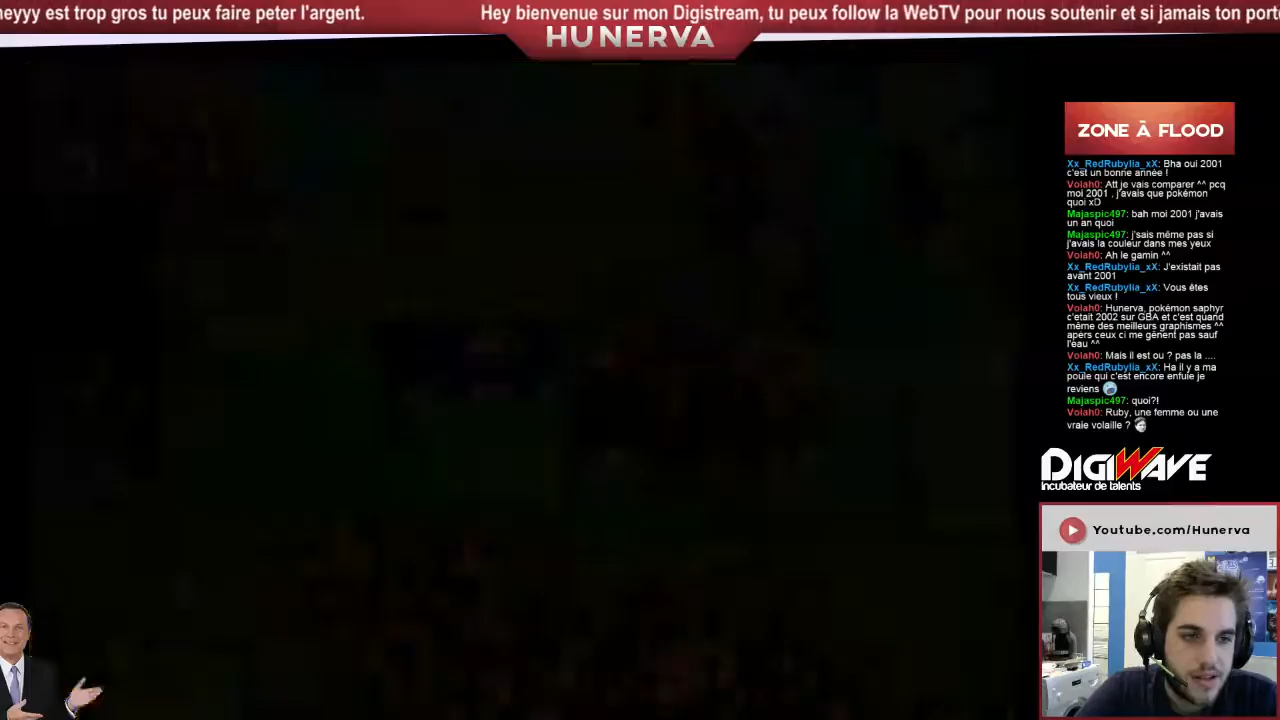 neyyy est trop gros tu peux faire peter l'argent. Hey bienvenue sur mon Digistream, tu peux follow la WebTV pour nous soutenir et si jamais ton porte
HUNERVA
ZONE À FLOOD
Xx_RedRubylia_xX: Bha oui 2001
c'est un bonne année !
Volah0: Att je vais comparer ^^ pcq
moi 2001 , j'avais que pokémon
quoi xD
Majaspic497: bah moi 2001 j'avais
un an quoi
Majaspic497: j'sais même pas si
j'avais la couleur dans mes yeux
Volah0: Ah le gamin ^^
Xx_RedRubylia_xX: J'existait pas
avant 2001
Xx_RedRubylia_xX: Vous êtes
tous vieux !
Volah0: Hunerva, pokémon saphyr
c'etait 2002 sur GBA et c'est quand
même des meilleurs graphismes ^^
apers ceux ci me gênent pas sauf
l'eau ^^
Volah0: Mais il est ou ? pas la ....
Xx_RedRubylia_xX: Ha il y a ma
poule qui c'est encore enfuie je
reviens
Majaspic497: quoi?!
Volah0: Ruby, une femme ou une
vraie volaille ?
DIGIWAVE
incubateur de talents
Youtube.com/Hunerva